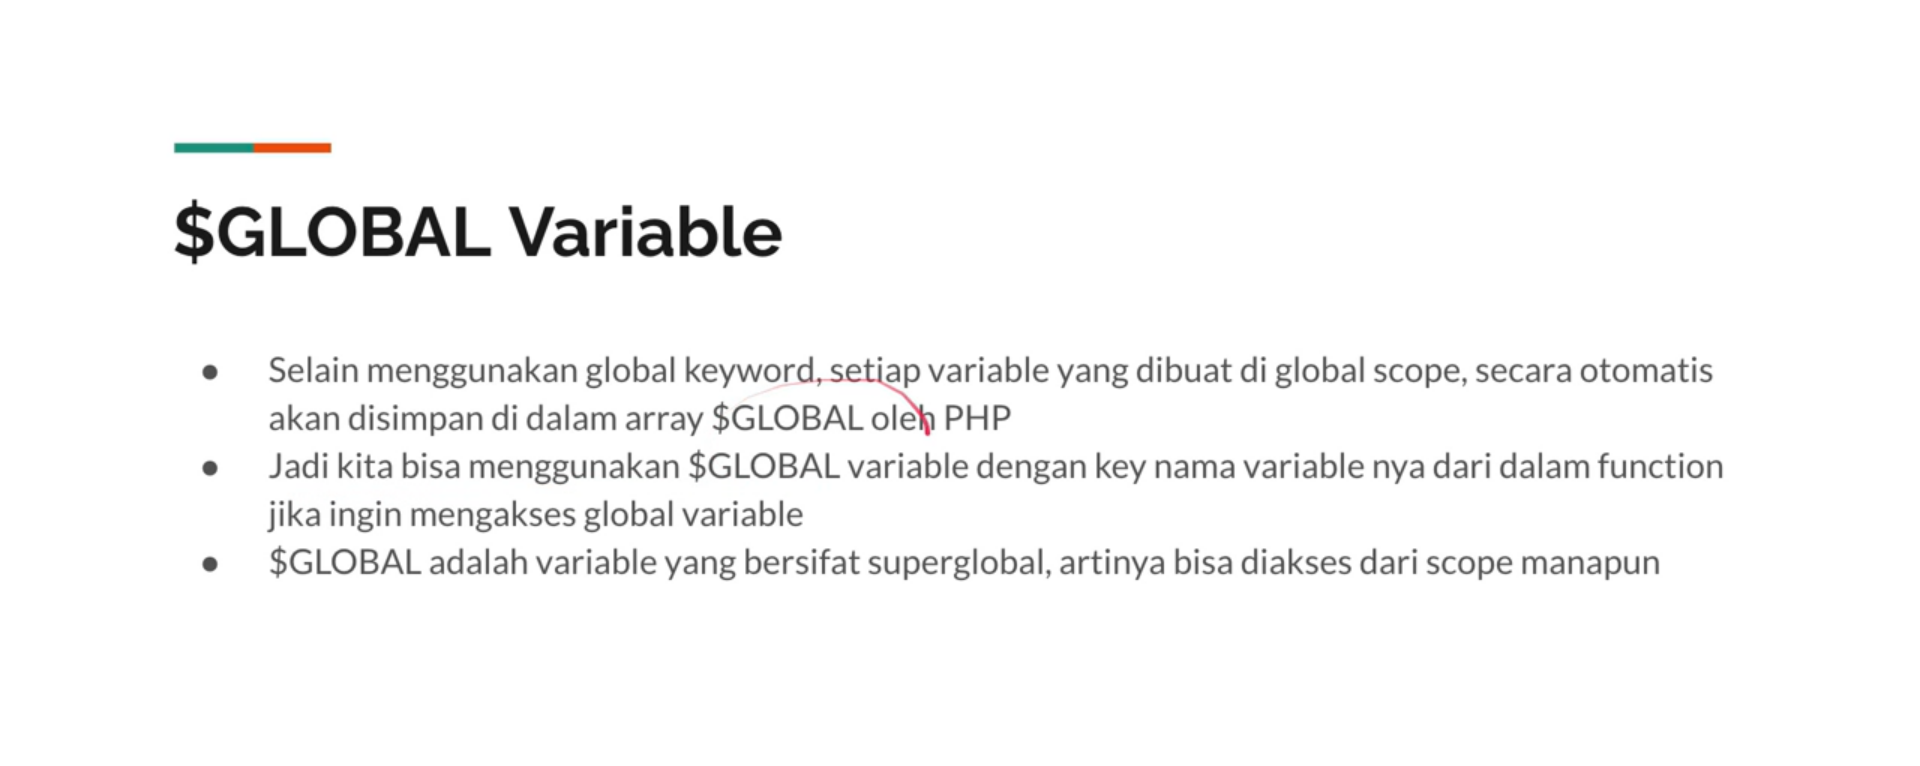 $GLOBAL Variable
● Selain menggunakan global keyword, setiap variable yang dibuat di global scope, secara otomatis
akan disimpan di dalam array $GLOBAL oleh PHP
● Jadi kita bisa menggunakan $GLOBAL variable dengan key nama variable nya dari dalam function
jika ingin mengakses global variable
● $GLOBAL adalah variable yang bersifat superglobal, artinya bisa diakses dari scope manapun